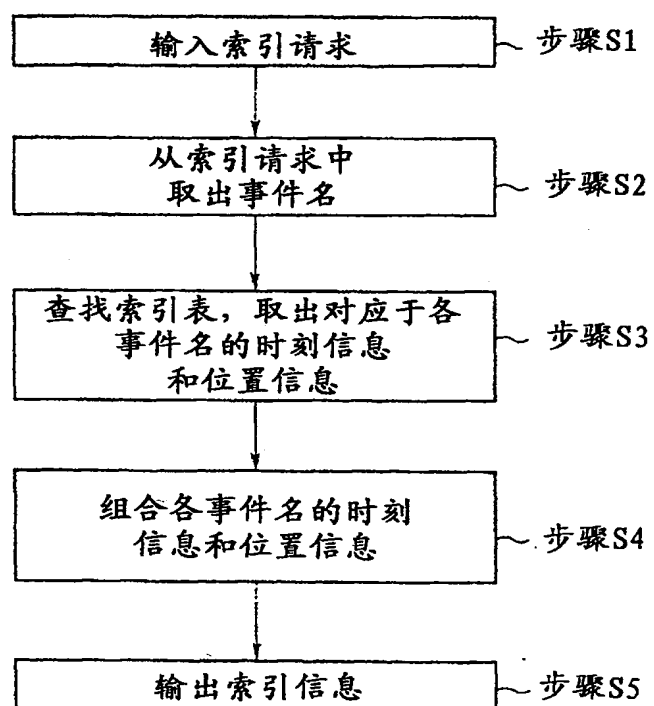 输入索引请求
步骤S1
从索引请求中
取出事件名
步骤S2
查找索引表，取出对应于各
事件名的时刻信息
和位置信息
步骤S3
组合各事件名的时刻
信息和位置信息
步骤S4
输出索引信息
步骤S5